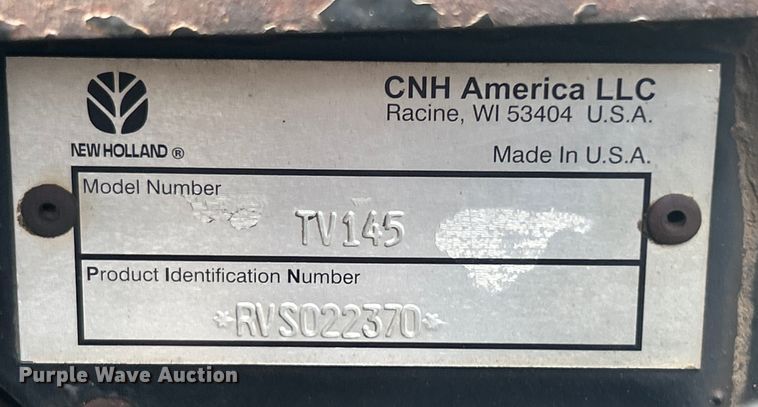 CNH America LLC
Racine, WI 53404 U.S.A.
NEW HOLLAND ®
Made In U.S.A.
Model Number
TV145
Product Identification Number
*RVS022370*
Purple Wave Auction